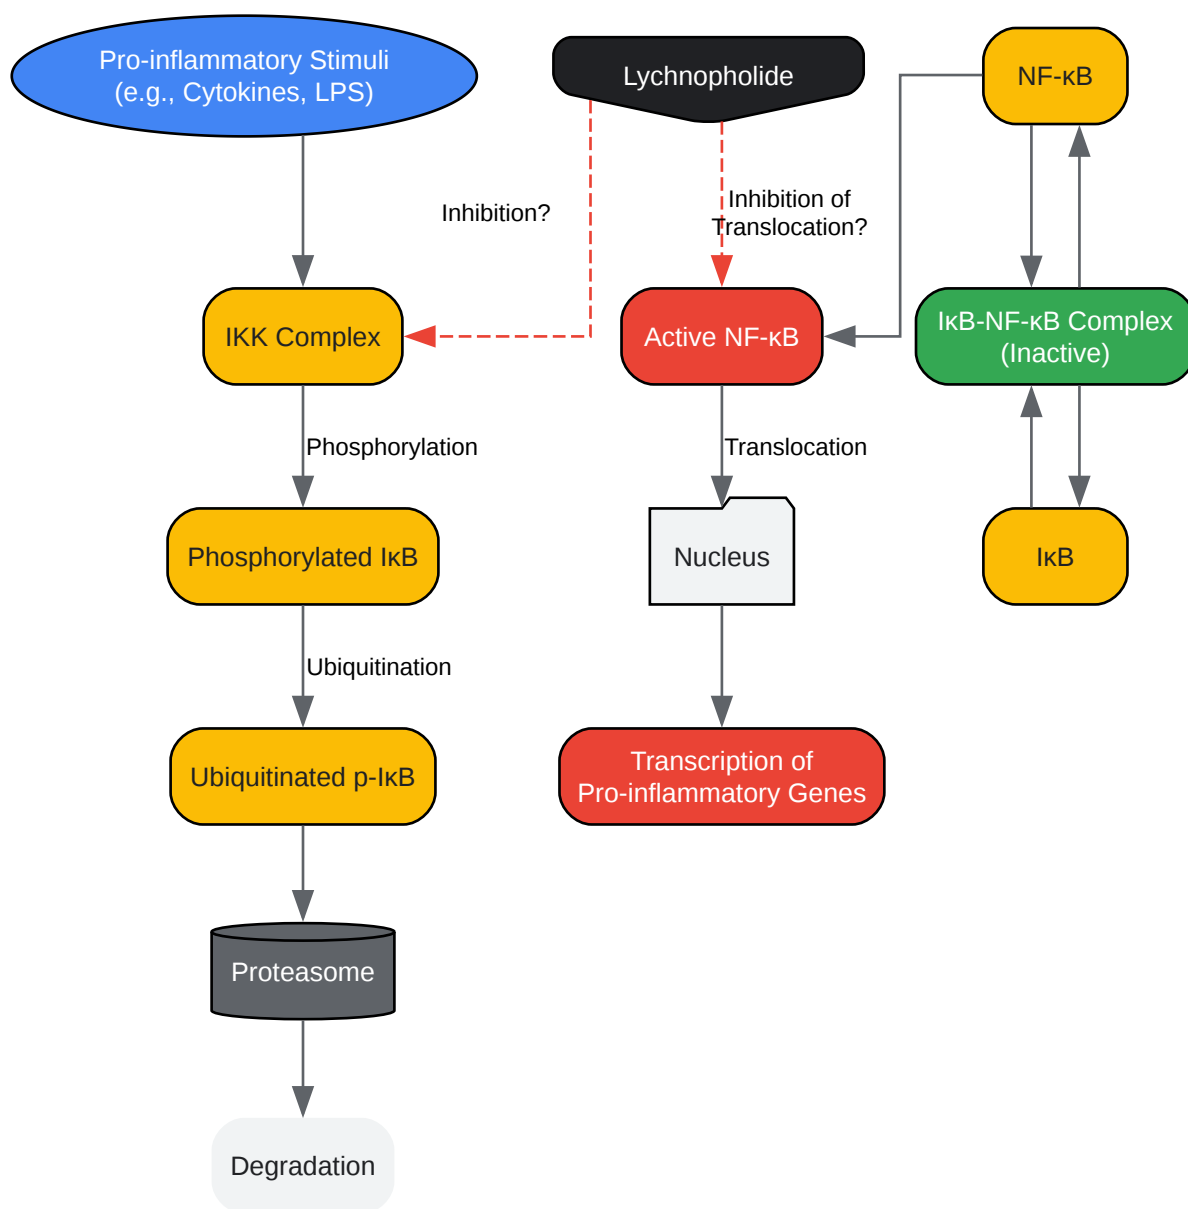 Pro-inflammatory Stimuli
(e.g., Cytokines, LPS)
Lychnopholide
NF-κB
Inhibition?
Inhibition of
Translocation?
IKK Complex
Active NF-κB
IκB-NF-κB Complex
(Inactive)
Phosphorylation
Translocation
Phosphorylated IκB
Nucleus
IκB
Ubiquitination
Ubiquitinated p-IκB
Transcription of
Pro-inflammatory Genes
Proteasome
Degradation